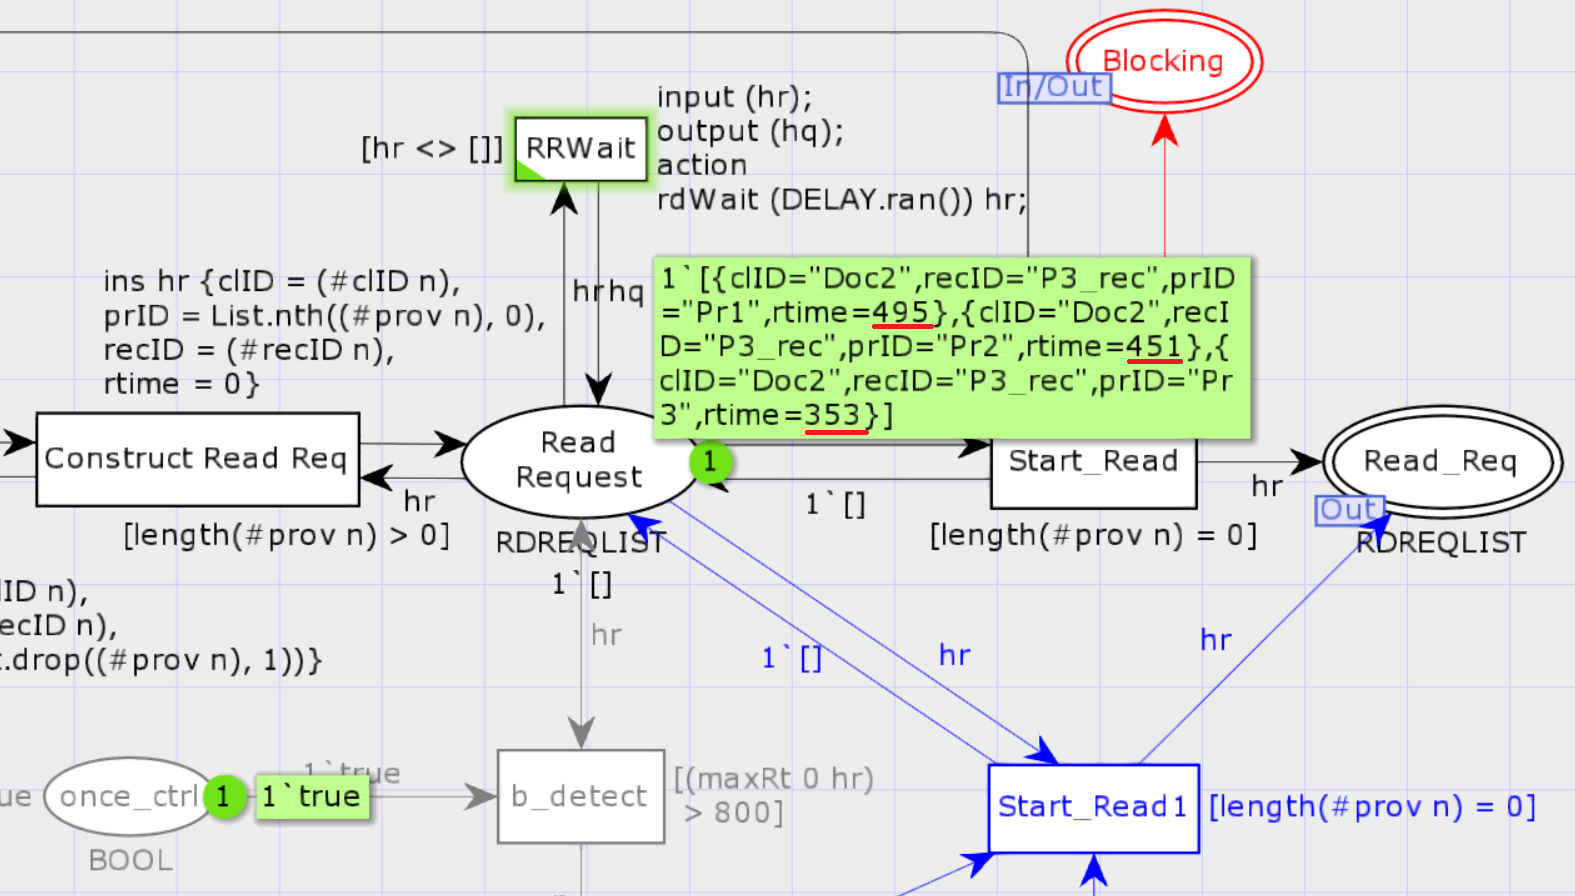 Blocking
In/Out
input (hr);
output (hq);
action
rdWait (DELAY.ran()) hr;
[hr <> []]
RRWait
ins hr {clID = (#clID n),
prID = List.nth((#prov n), 0),
recID = (#recID n),
rtime = 0}
hr
hq
1`[{clID="Doc2",recID="P3_rec",prID
="Pr1",rtime=495},{clID="Doc2",recI
D="P3_rec",prID="Pr2",rtime=451},{
clID="Doc2",recID="P3_rec",prID="Pr
3",rtime=353}]
Construct Read Req
[length(#prov n) > 0]
hr
Read
Request
1
RDREQLIST
1`[]
1`[]
Start_Read
[length(#prov n) = 0]
hr
Read_Req
Out
RDREQLIST
ID n),
ecID n),
.drop((#prov n), 1))}
hr
1`[]
hr
hr
ue
once_ctrl
1
1`true
1`true
BOOL
b_detect
[(maxRt 0 hr)
> 800]
Start_Read1
[length(#prov n) = 0]